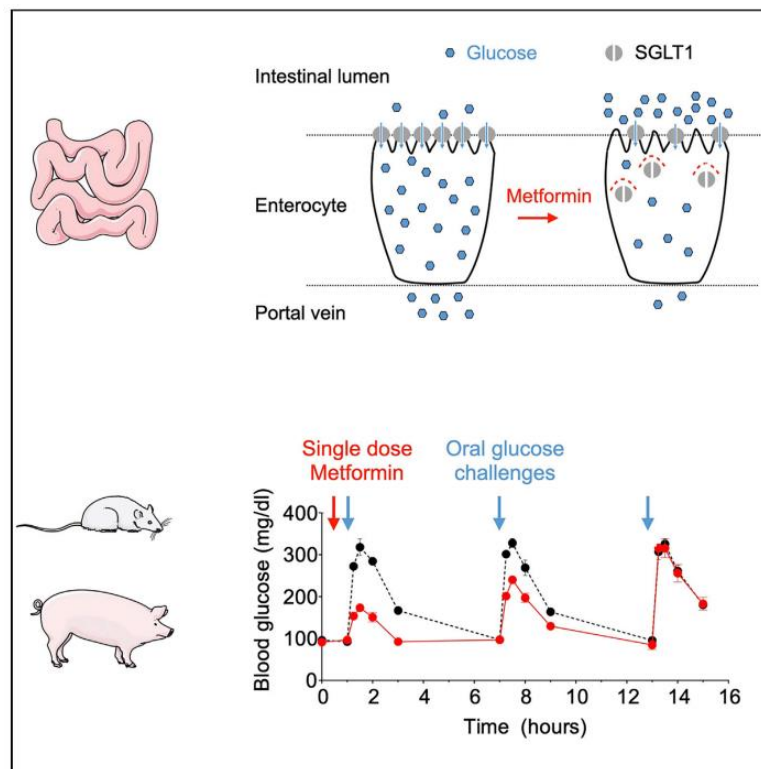 Glucose
SGLT1
Intestinal lumen
Enterocyte
Metformin
Portal vein
Single dose
Metformin
Oral glucose
challenges
Blood glucose (mg/dl)
400
300
200
100
0
0 2 4 6 8 10 12 14 16
Time (hours)